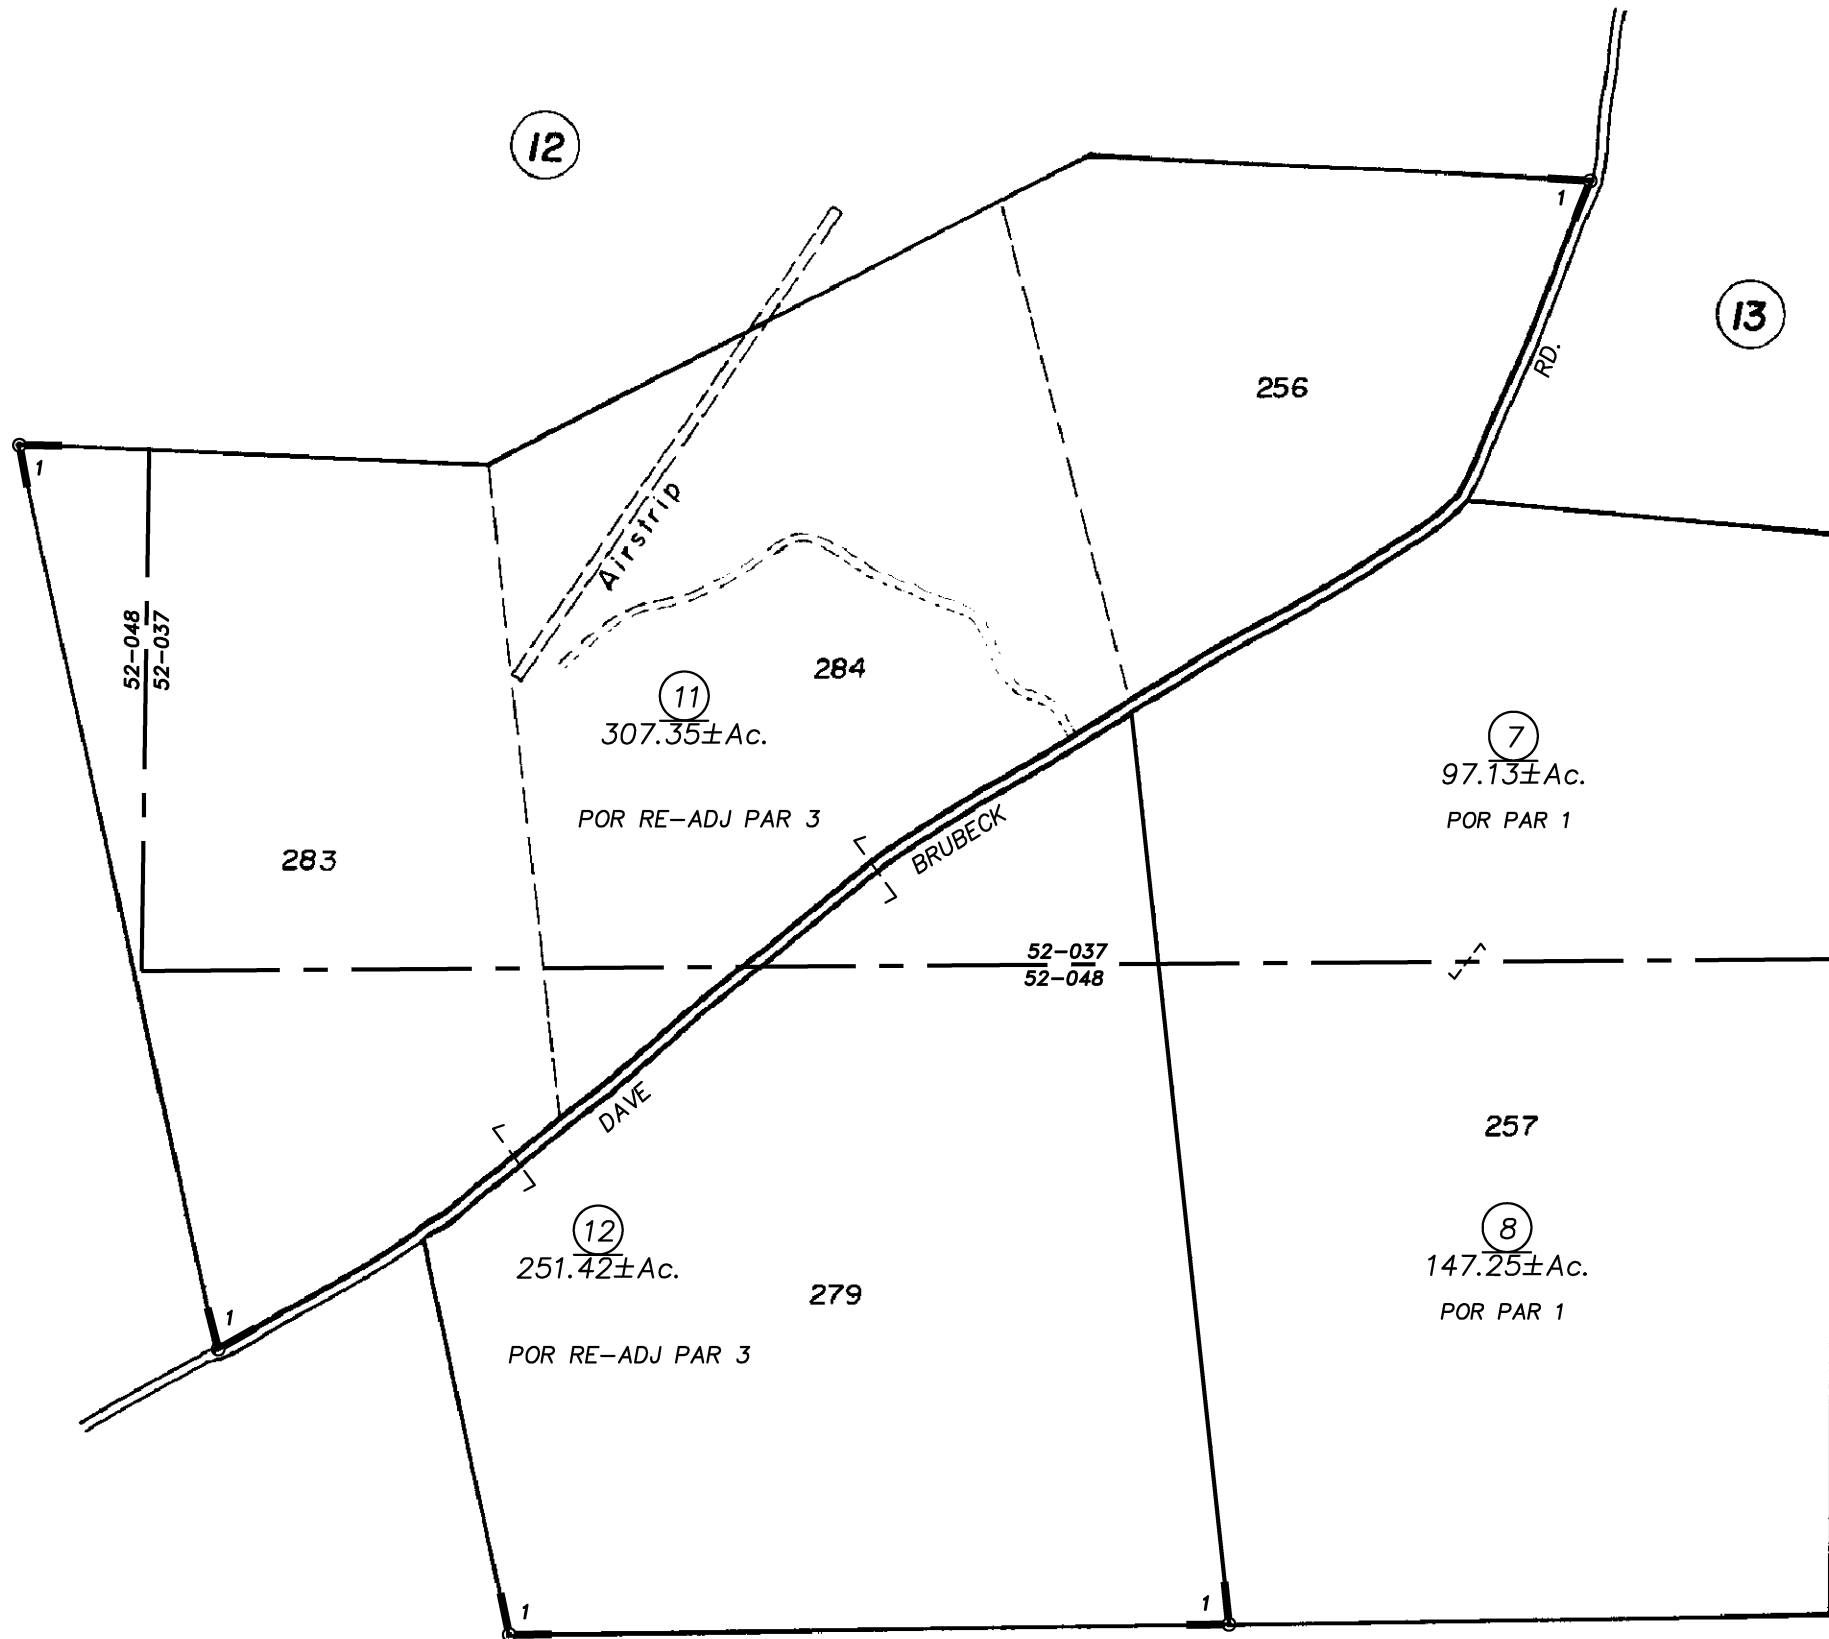 12
1
13
RD.
256
1
Airstrip
52-048
52-037
284
11
307.35±Ac.
POR RE-ADJ PAR 3
7
97.13±Ac.
POR PAR 1
BRUBECK
283
52-037
52-048
DAVE
257
12
251.42±Ac.
279
POR RE-ADJ PAR 3
8
147.25±Ac.
POR PAR 1
1
1
1